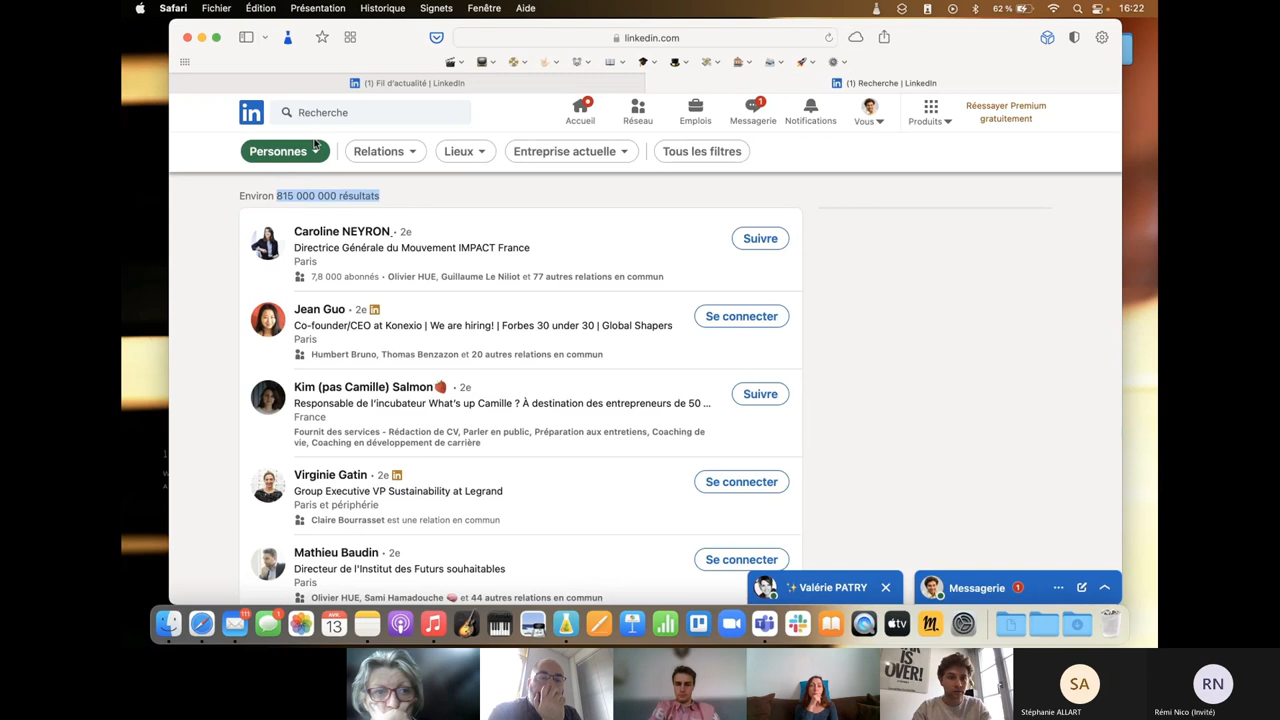 Safari Fichier Édition Présentation Historique Signets Fenêtre Aide 62 % 16:22
linkedin.com
(1) Fil d'actualité | LinkedIn
(1) Recherche | LinkedIn
in Recherche
Accueil Réseau Emplois Messagerie 1 Notifications Vous Produits
Réessayer Premium
gratuitement
Personnes Relations Lieux Entreprise actuelle Tous les filtres
Environ 815 000 000 résultats
Caroline NEYRON • 2e
Directrice Générale du Mouvement IMPACT France
Paris
7,8 000 abonnés • Olivier HUE, Guillaume Le Niliot et 77 autres relations en commun
Suivre
Jean Guo • 2e in
Co-founder/CEO at Konexio | We are hiring! | Forbes 30 under 30 | Global Shapers
Paris
Humbert Bruno, Thomas Benzazon et 20 autres relations en commun
Se connecter
Kim (pas Camille) Salmon🍓 • 2e
Responsable de l'incubateur What's up Camille ? À destination des entrepreneurs de 50 ...
France
Fournit des services - Rédaction de CV, Parler en public, Préparation aux entretiens, Coaching de
vie, Coaching en développement de carrière
Suivre
Virginie Gatin • 2e in
Group Executive VP Sustainability at Legrand
Paris et périphérie
Claire Bourrasset est une relation en commun
Se connecter
Mathieu Baudin • 2e
Directeur de l'Institut des Futurs souhaitables
Paris
Olivier HUE, Sami Hamadouche 🧠 et 44 autres relations en commun
Se connecter
✨ Valérie PATRY
Messagerie 1
111
1
AVR.
13
tv
OVER!
SA
Stéphanie ALLART
RN
Rémi Nico (Invité)